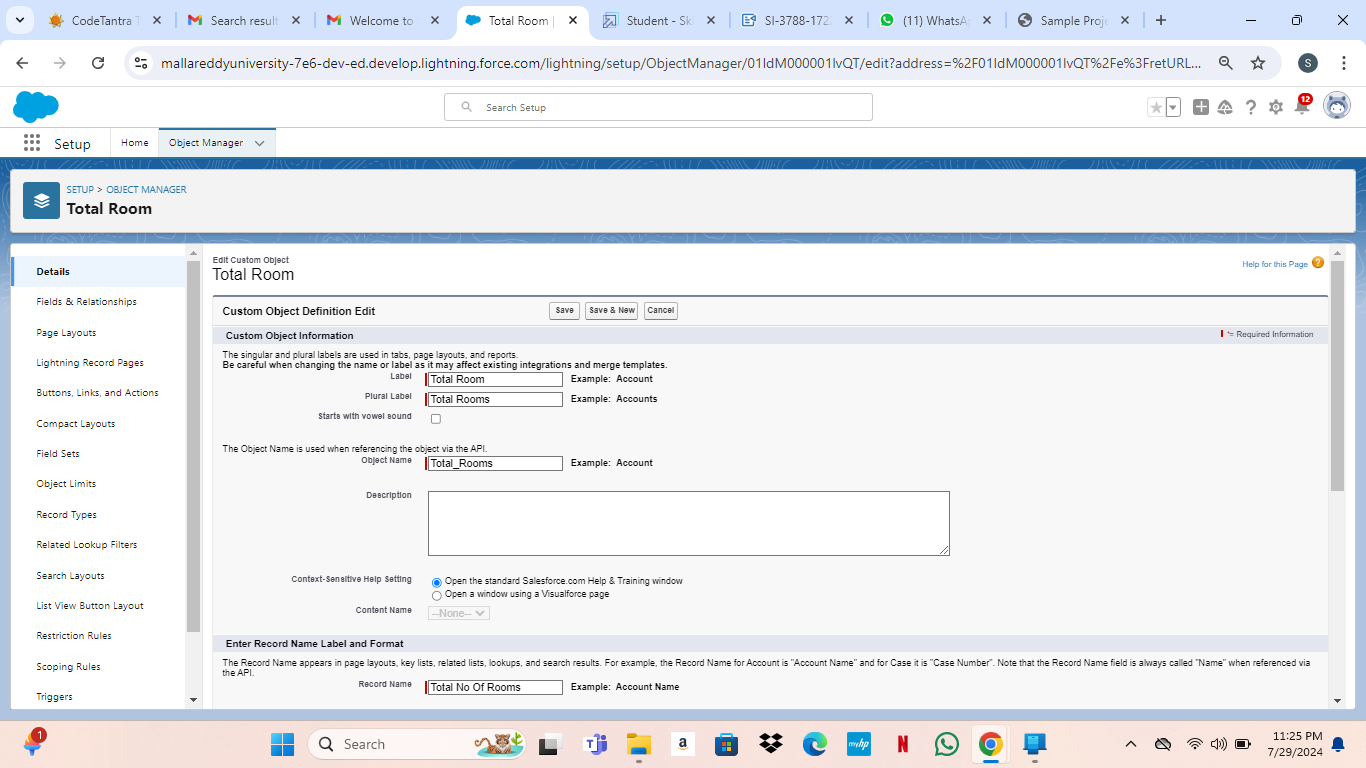 CodeTantra T
Search result
Welcome to
Total Room |
Student - Sk
SI-3788-172
(11) WhatsA
Sample Proje
mallareddyuniversity-7e6-dev-ed.develop.lightning.force.com/lightning/setup/ObjectManager/01IdM000001lvQT/edit?address=%2F01IdM000001lvQT%2Fe%3FretURL...
S
Search Setup
12
Setup
Home
Object Manager
SETUP > OBJECT MANAGER
Total Room
Details
Fields & Relationships
Page Layouts
Lightning Record Pages
Buttons, Links, and Actions
Compact Layouts
Field Sets
Object Limits
Record Types
Related Lookup Filters
Search Layouts
List View Button Layout
Restriction Rules
Scoping Rules
Triggers
Edit Custom Object
Total Room
Help for this Page ?
Custom Object Definition Edit
Save
Save & New
Cancel
Custom Object Information
*= Required Information
The singular and plural labels are used in tabs, page layouts, and reports.
Be careful when changing the name or label as it may affect existing integrations and merge templates.
Label Total Room Example: Account
Plural Label Total Rooms Example: Accounts
Starts with vowel sound
The Object Name is used when referencing the object via the API.
Object Name Total_Rooms Example: Account
Description
Context-Sensitive Help Setting Open the standard Salesforce.com Help & Training window
Open a window using a Visualforce page
Content Name --None--
Enter Record Name Label and Format
The Record Name appears in page layouts, key lists, related lists, lookups, and search results. For example, the Record Name for Account is "Account Name" and for Case it is "Case Number". Note that the Record Name field is always called "Name" when referenced via
the API.
Record Name Total No Of Rooms Example: Account Name
1
Search
a
myhp
N
11:25 PM
7/29/2024